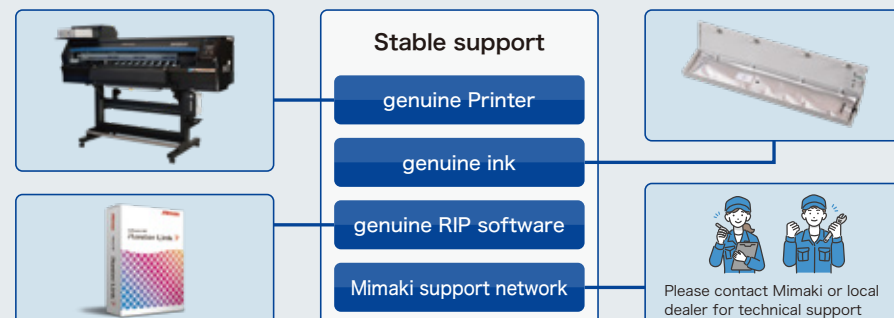 Stable support
genuine Printer
genuine ink
genuine RIP software
Mimaki support network
Please contact Mimaki or local
dealer for technical support